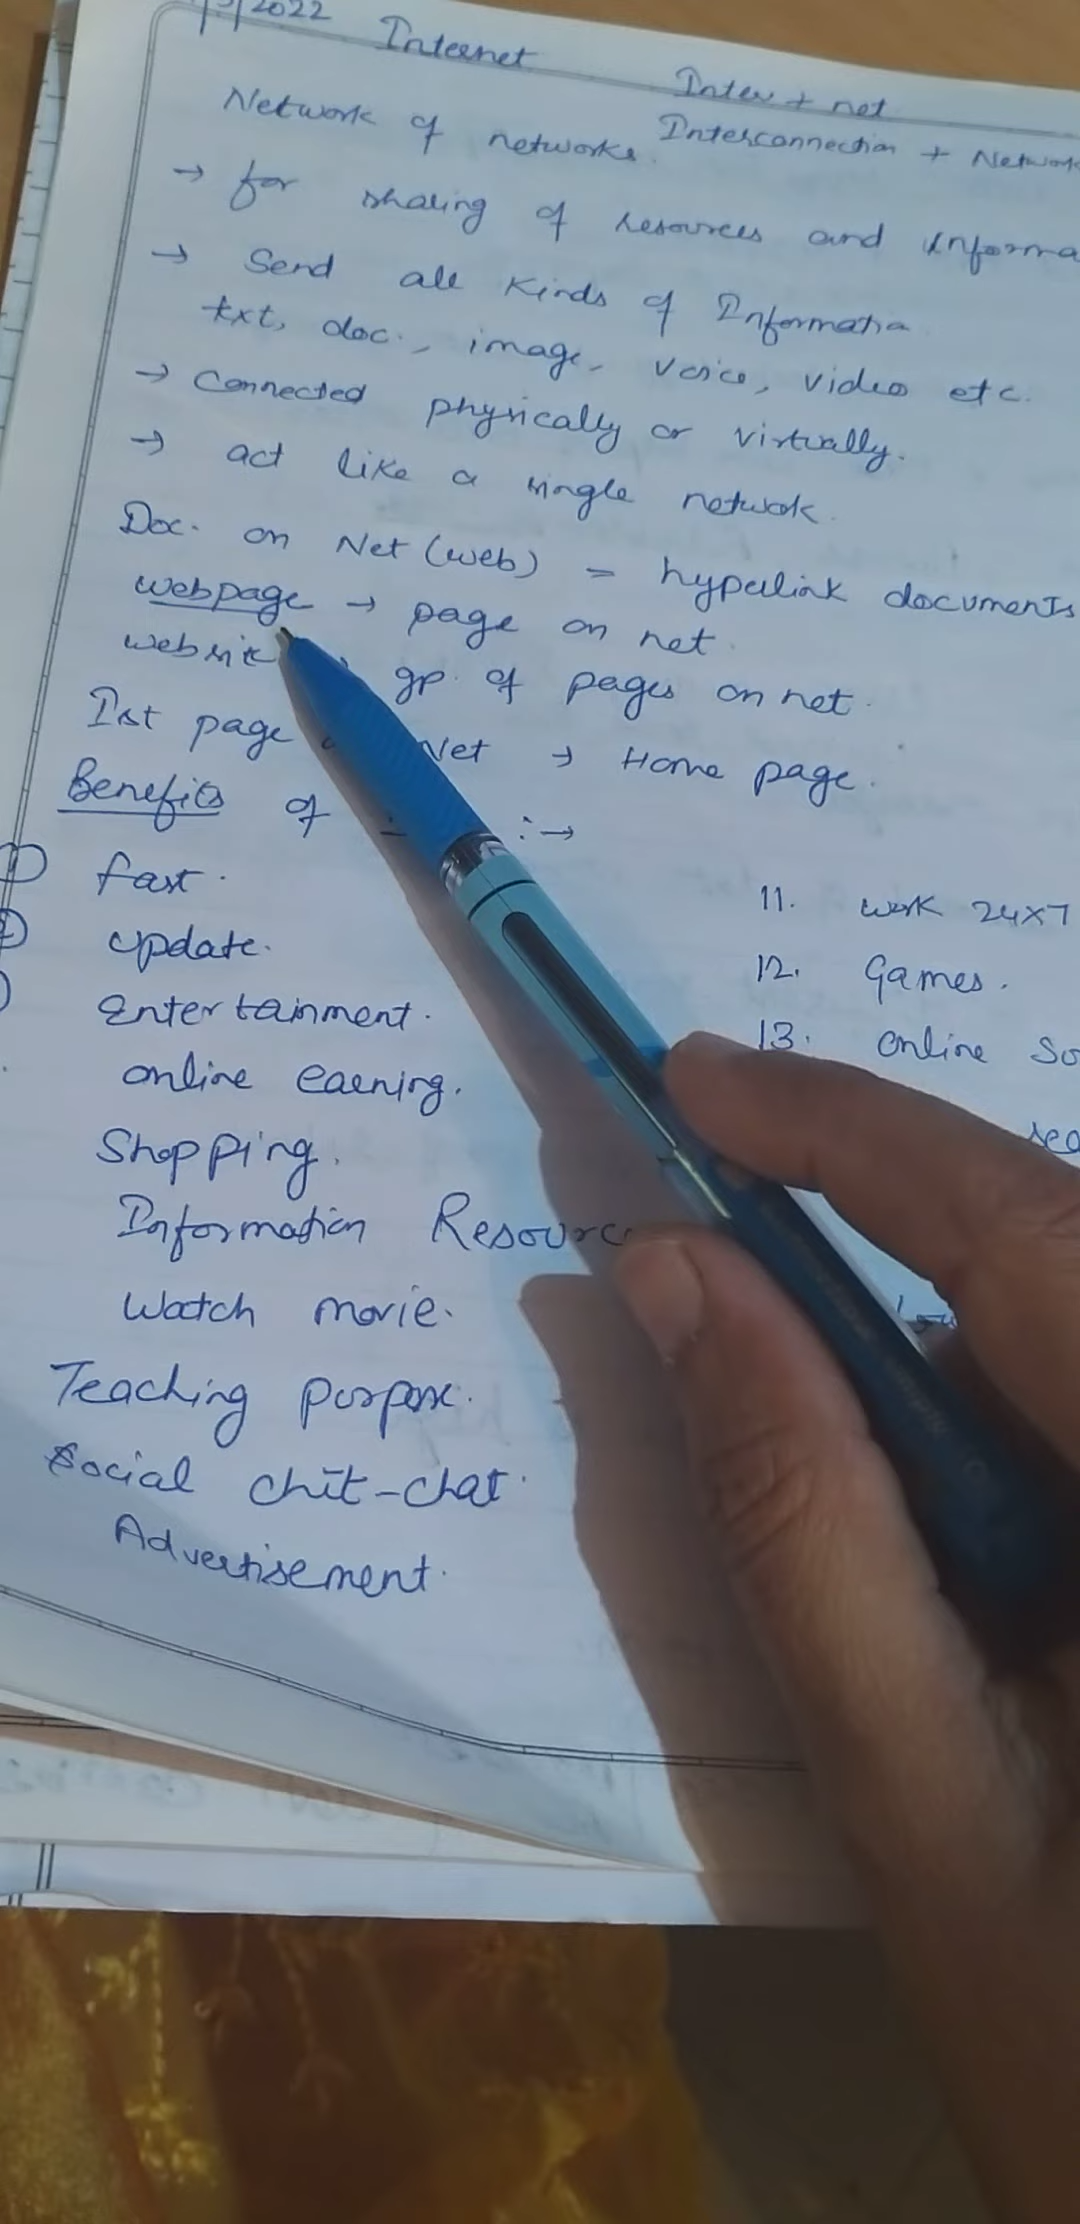 2022
Internet
Inter + net
Network of networks.
Interconnection + Network
→ for sharing of resources and informa
→ Send all kinds of Informatia
txt, doc., image, voice, video etc.
→ Connected physically or virtually.
→ act like a single network.
Doc. on Net (web) = hyperlink documents
webpage → page on net.
website gp. of pages on net.
Ist page Net → Home page.
Benefits of :→
fast.
update.
Entertainment.
online earning.
Shopping.
Information Resourc
Watch movie.
Teaching purpose.
Social chit-chat.
Advertisement.
11. work 24x7
12. Games.
13. online so
sea